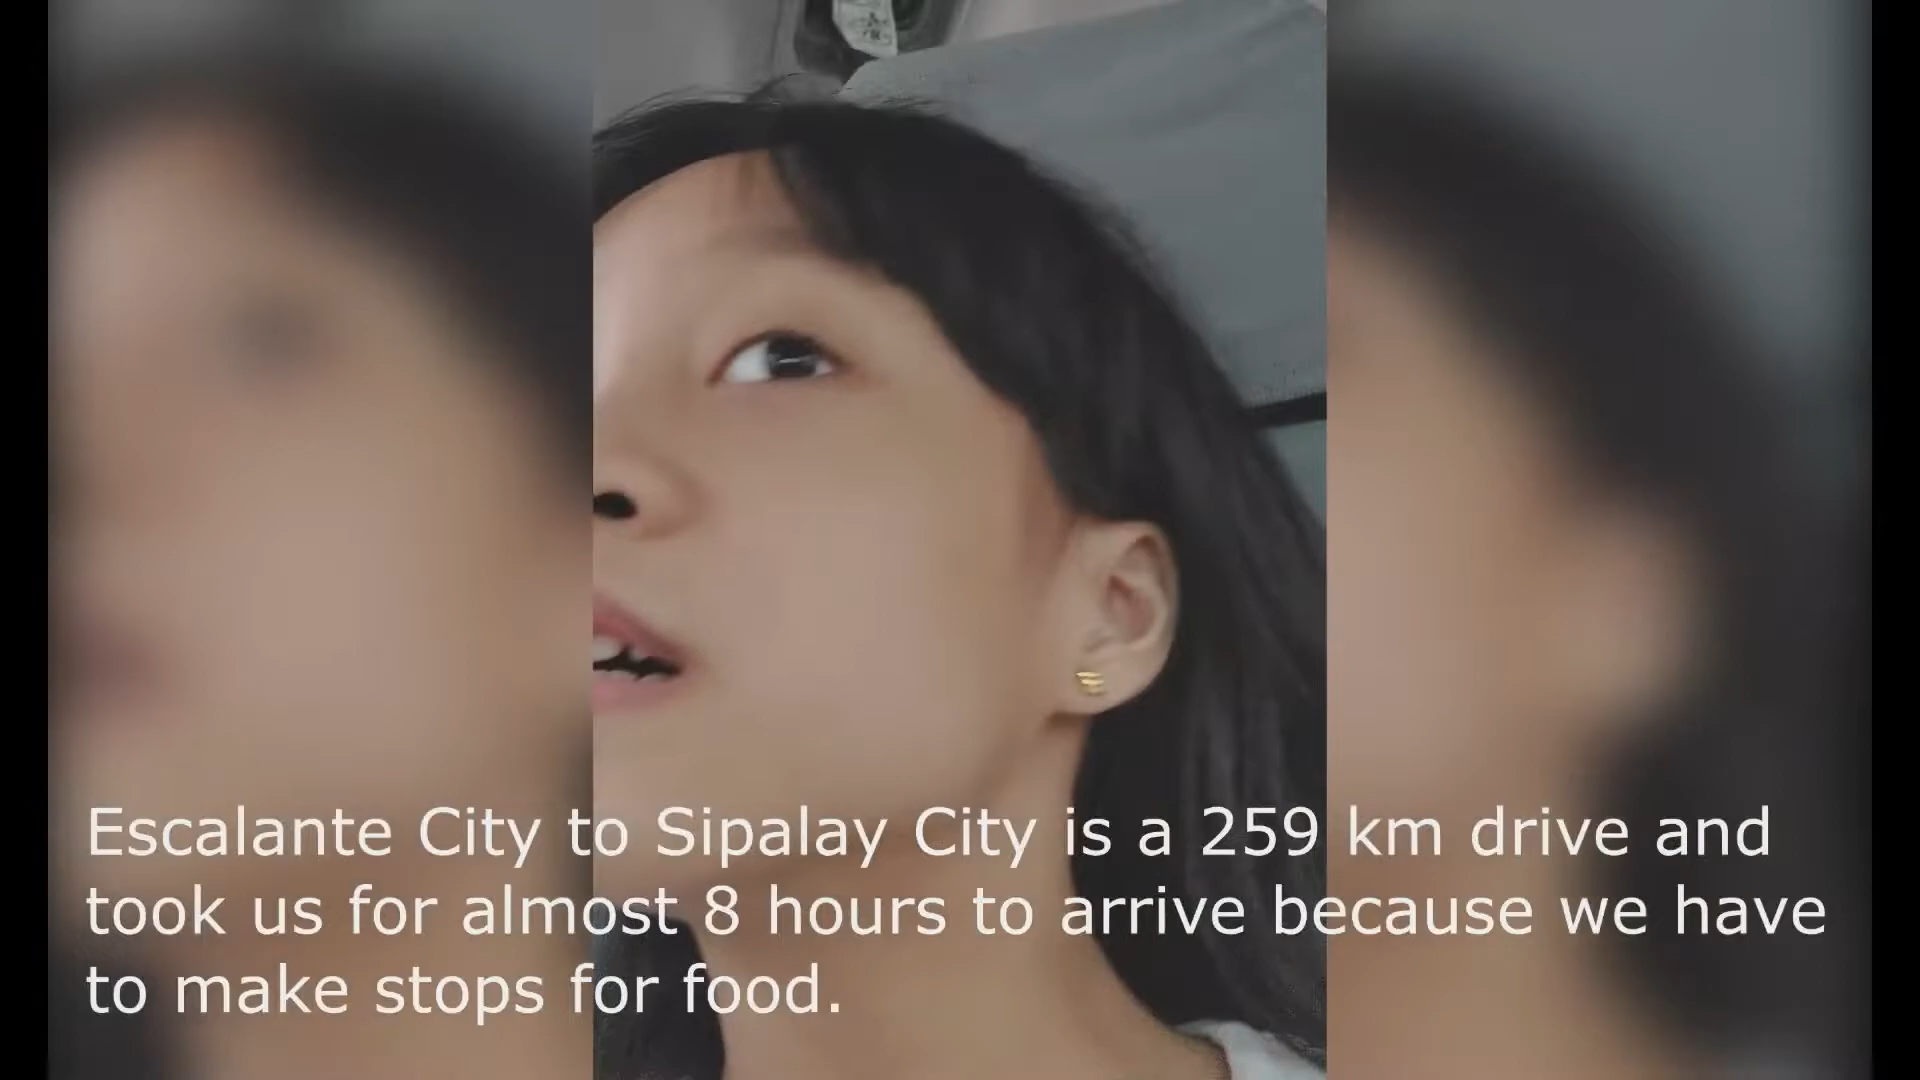 Escalante City to Sipalay City is a 259 km drive and
took us for almost 8 hours to arrive because we have
to make stops for food.